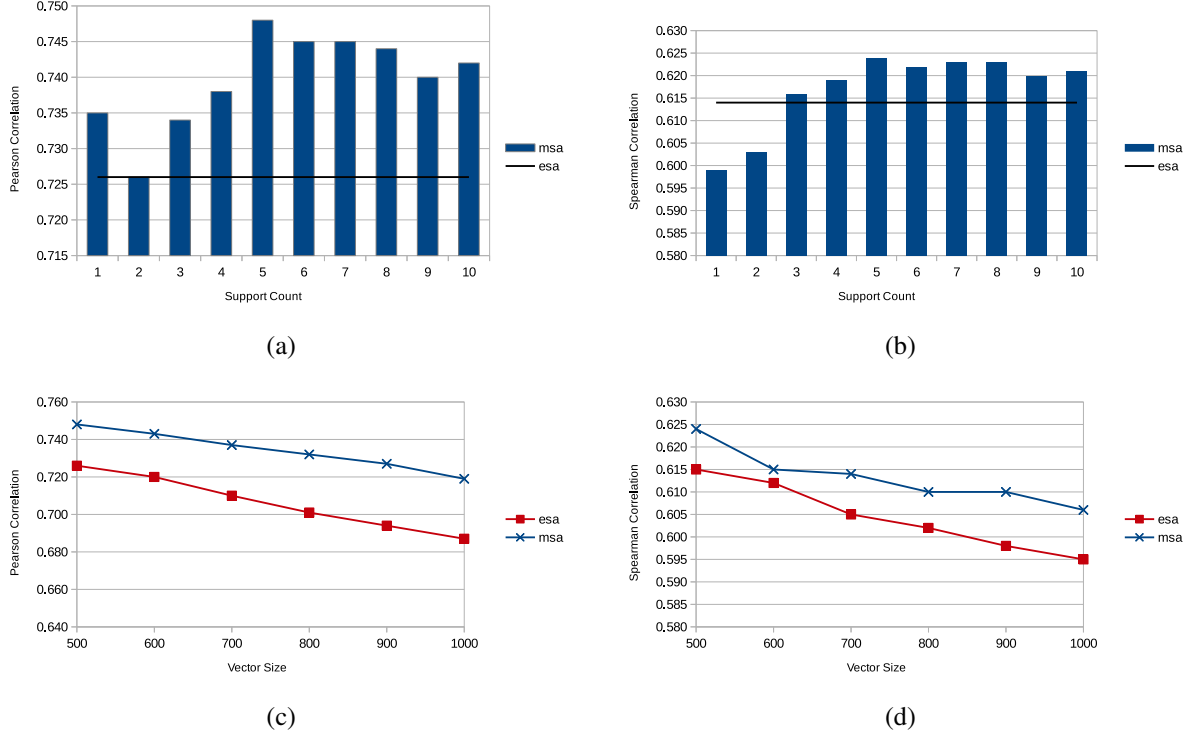 0.750
0.745
0.740
0.735
0.730
0.725
0.720
0.715
Pearson Correlation
1 2 3 4 5 6 7 8 9 10
Support Count
msa
esa
(a)
0.630
0.625
0.620
0.615
0.610
0.605
0.600
0.595
0.590
0.585
0.580
Spearman Correlation
1 2 3 4 5 6 7 8 9 10
Support Count
msa
esa
(b)
0.760
0.740
0.720
0.700
0.680
0.660
0.640
Pearson Correlation
500 600 700 800 900 1000
Vector Size
esa
msa
(c)
0.630
0.625
0.620
0.615
0.610
0.605
0.600
0.595
0.590
0.585
0.580
Spearman Correlation
500 600 700 800 900 1000
Vector Size
esa
msa
(d)